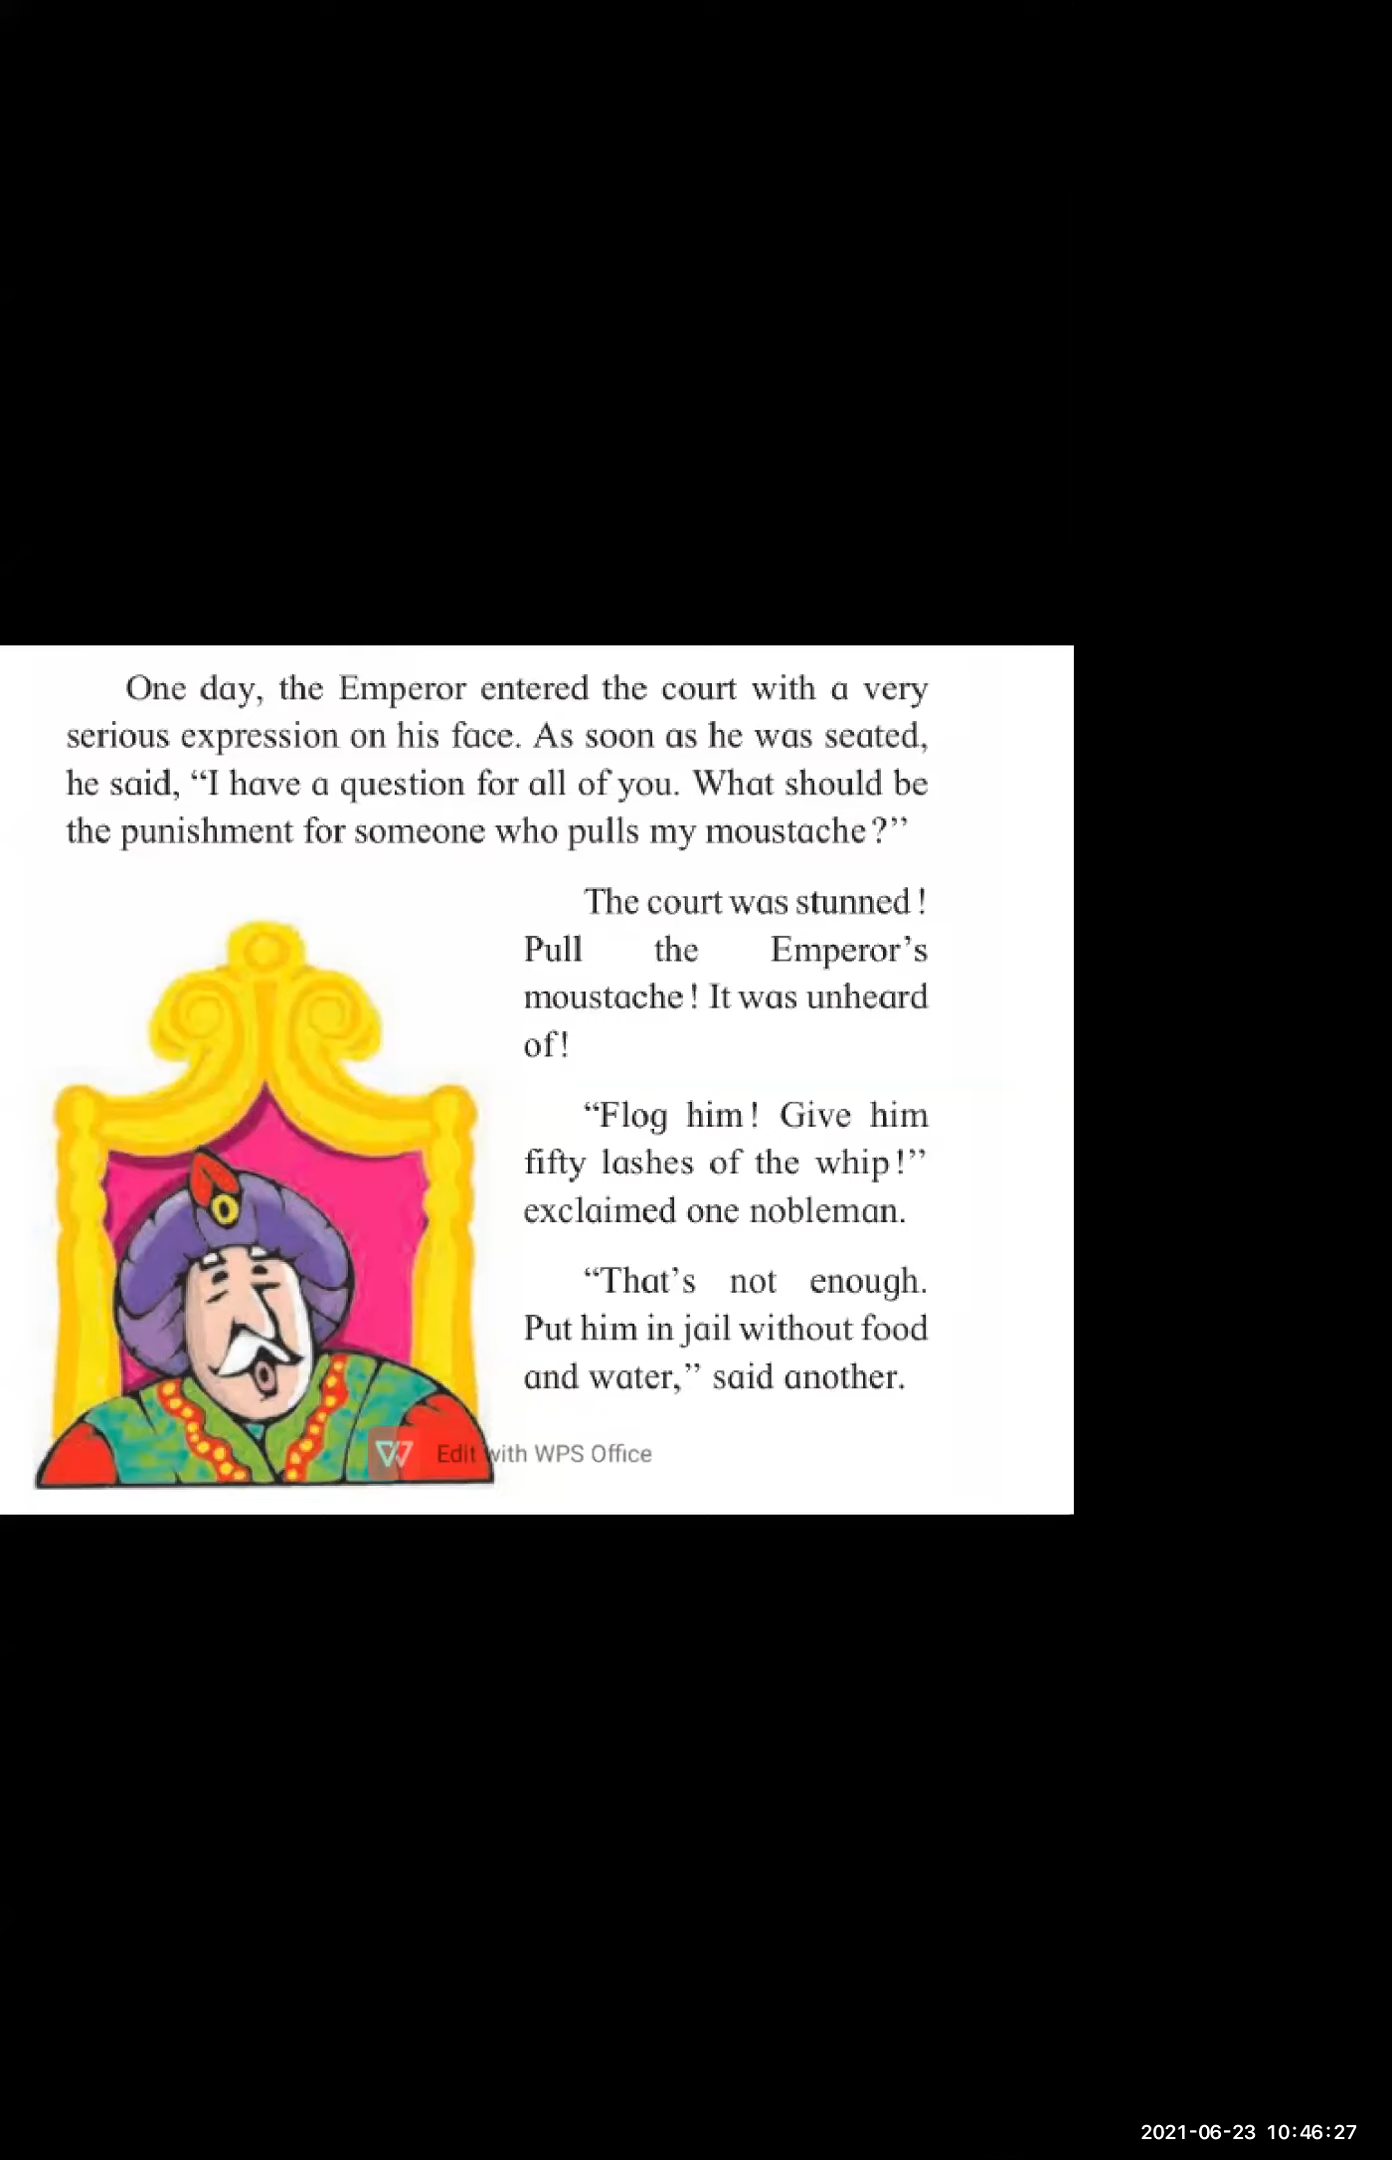 One day, the Emperor entered the court with a very
serious expression on his face. As soon as he was seated,
he said, “I have a question for all of you. What should be
the punishment for someone who pulls my moustache?”
The court was stunned!
Pull the Emperor’s
moustache! It was unheard
of!
“Flog him! Give him
fifty lashes of the whip!”
exclaimed one nobleman.
“That’s not enough.
Put him in jail without food
and water,” said another.
Edit with WPS Office
2021-06-23 10:46:27